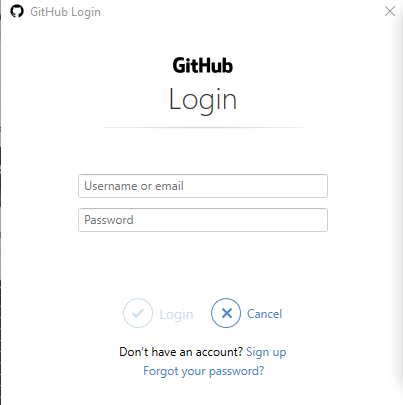 GitHub Login
GitHub
Login
Username or email
Password
Login Cancel
Don't have an account? Sign up
Forgot your password?